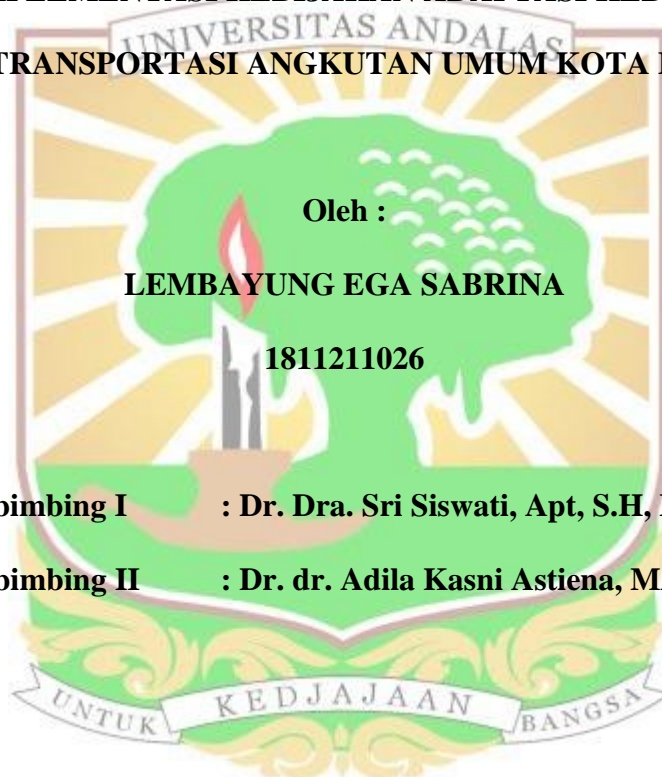 UNIVERSITAS ANDALAS
TRANSPORTASI ANGKUTAN UMUM KOTA
Oleh :
LEMBAYUNG EGA SABRINA
1811211026
bimbing I : Dr. Dra. Sri Siswati, Apt, S.H,
bimbing II : Dr. dr. Adila Kasni Astiena, MA
UNTUK KEDJAJAAN BANGSA